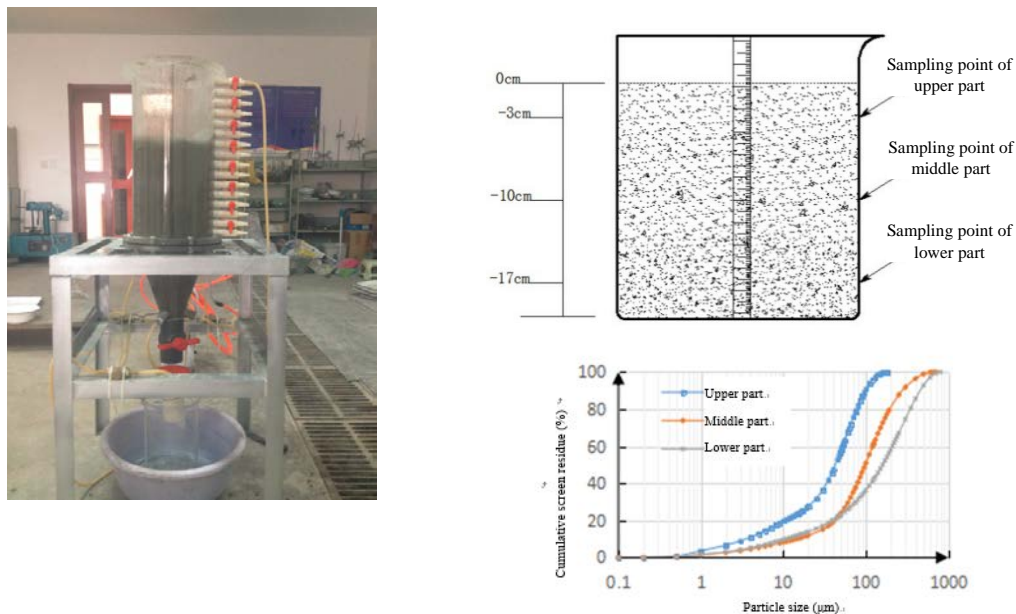 0cm
-3cm
-10cm
-17cm
Sampling point of
upper part
Sampling point of
middle part
Sampling point of
lower part
Cumulative screen residue (%)
100
80
60
40
20
0
Upper part.
Middle part.
Lower part.
0.1
1
10
100
1000
Particle size (μm).